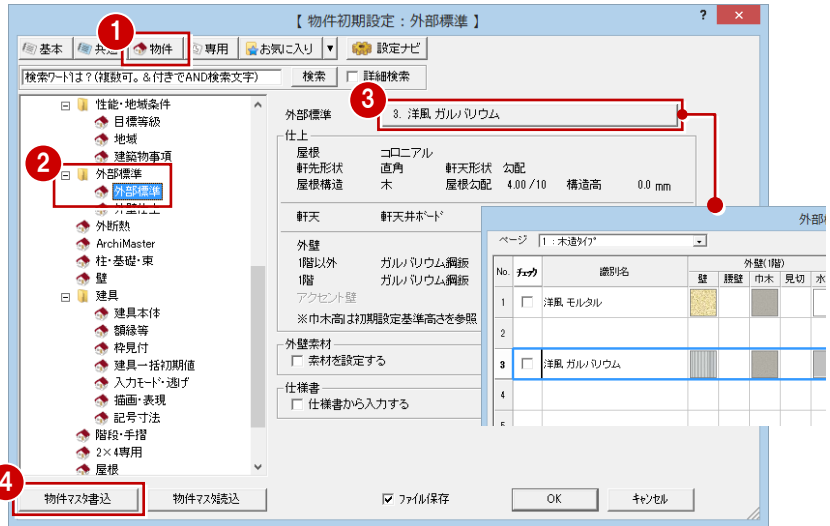 【 物件初期設定：外部標準 】
?
×
1
基本
共通
物件
専用
お気に入り
▼
設定ナビ
検索ワードは？(複数可。＆付きでAND検索文字)
検索
詳細検索
性能･地域条件
目標等級
地域
建築物事項
2
外部標準
外部標準
外断熱
ArchiMaster
柱･基礎･束
壁
建具
建具本体
額縁等
枠見付
建具一括初期値
入力モード･逃げ
描画･表現
記号寸法
階段･手摺
2×4専用
屋根
3
外部標準
3. 洋風 ガルバリウム
仕上
屋根 コロニアル
軒先形状 直角 軒天形状 勾配
屋根構造 木 屋根勾配 4.00 /10 構造高 0.0 mm
軒天 軒天井ボード
外壁
1階以外 ガルバリウム鋼鈑
1階 ガルバリウム鋼鈑
アクセント壁
※巾木高は初期設定基準高さを参照
外壁素材
素材を設定する
仕様書
仕様書から入力する
外部
ページ
1 : 木造タイプ
No. チェック 識別名 外壁(1階)
壁 腰壁 巾木 見切 水
1 洋風 モルタル
2
3 洋風 ガルバリウム
4
5
4
物件マスタ書込
物件マスタ読込
ファイル保存
OK
キャンセル